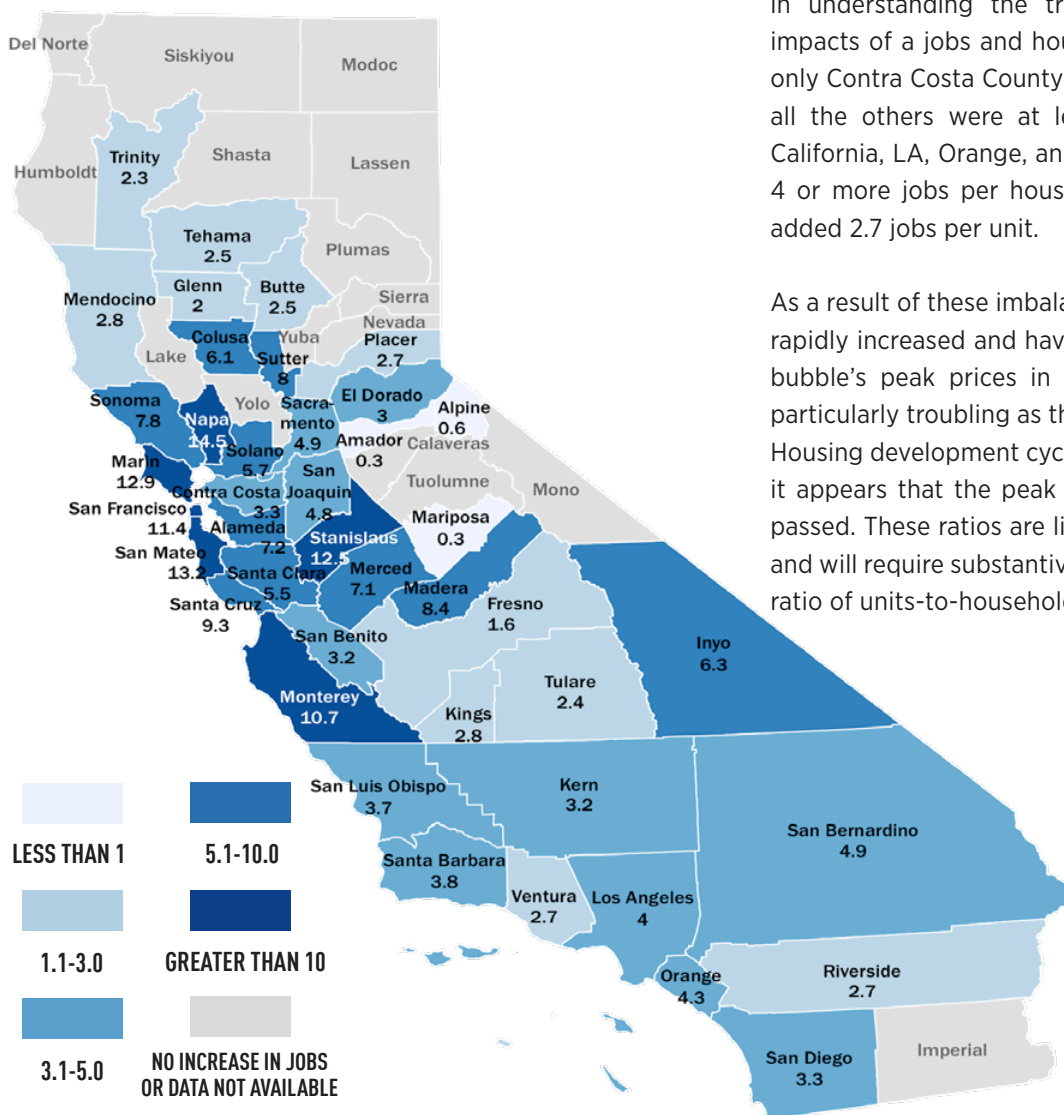 in understanding the tr
impacts of a jobs and hou
only Contra Costa County
all the others were at le
California, LA, Orange, an
4 or more jobs per hous
added 2.7 jobs per unit.
As a result of these imbala
rapidly increased and hav
bubble's peak prices in
particularly troubling as th
Housing development cyc
it appears that the peak
passed. These ratios are li
and will require substantiv
ratio of units-to-household
Del Norte
Siskiyou
Modoc
Humboldt
Trinity
2.3
Shasta
Lassen
Tehama
2.5
Plumas
Mendocino
2.8
Glenn
2
Butte
2.5
Sierra
Nevada
Lake
Colusa
6.1
Sutter
8
Yuba
Placer
2.7
Sonoma
7.8
Napa
14.5
Yolo
Sacra-
mento
4.9
El Dorado
3
Alpine
0.6
Amador
0.3
Calaveras
Marin
12.9
Solano
5.7
San
Joaquin
4.8
Contra Costa
3.3
Tuolumne
Mono
San Francisco
11.4
Alameda
7.2
Stanislaus
12.5
Mariposa
0.3
San Mateo
13.2
Santa Clara
5.5
Merced
7.1
Madera
8.4
Santa Cruz
9.3
Fresno
1.6
San Benito
3.2
Inyo
6.3
Monterey
10.7
Kings
2.8
Tulare
2.4
San Luis Obispo
3.7
Kern
3.2
San Bernardino
4.9
Santa Barbara
3.8
Ventura
2.7
Los Angeles
4
Orange
4.3
Riverside
2.7
San Diego
3.3
Imperial
LESS THAN 1
5.1-10.0
1.1-3.0
GREATER THAN 10
3.1-5.0
NO INCREASE IN JOBS
OR DATA NOT AVAILABLE